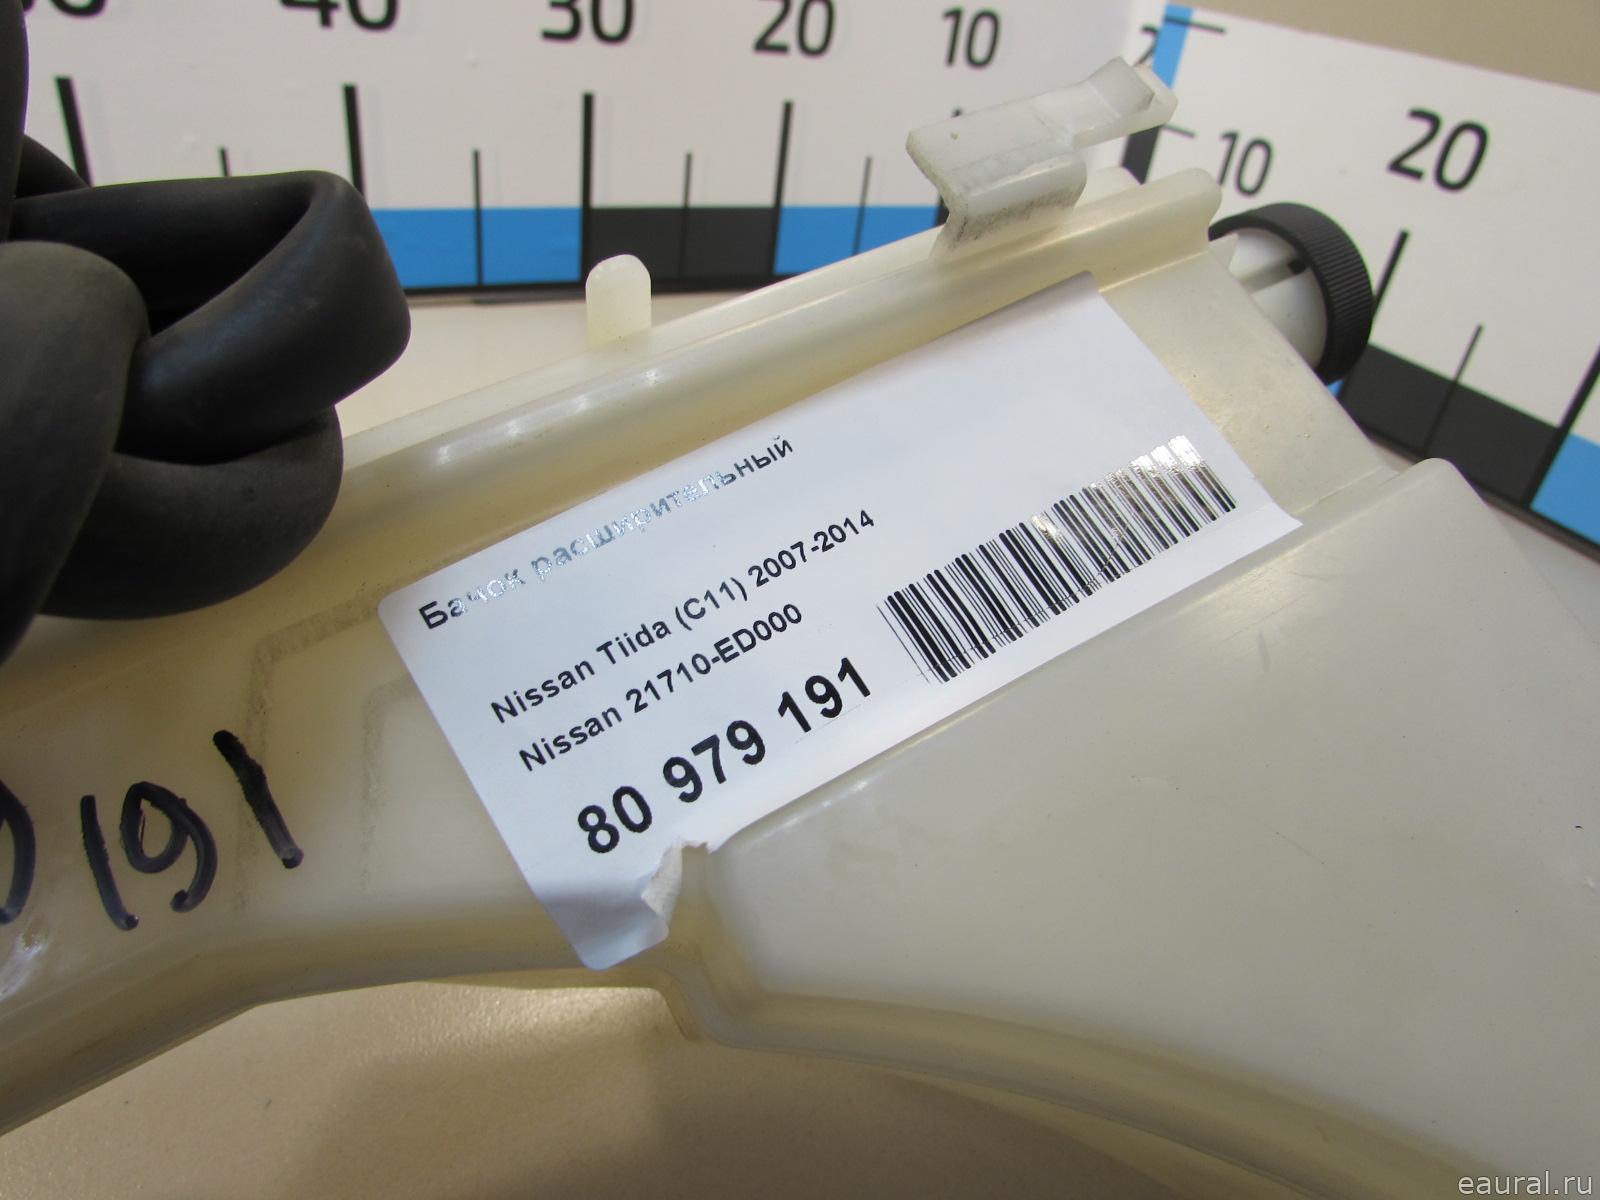 40 30 20 10
10 20
Бачок расширительный
Nissan Tiida (C11) 2007-2014
Nissan 21710-ED000
80 979 191
191
eaural.ru